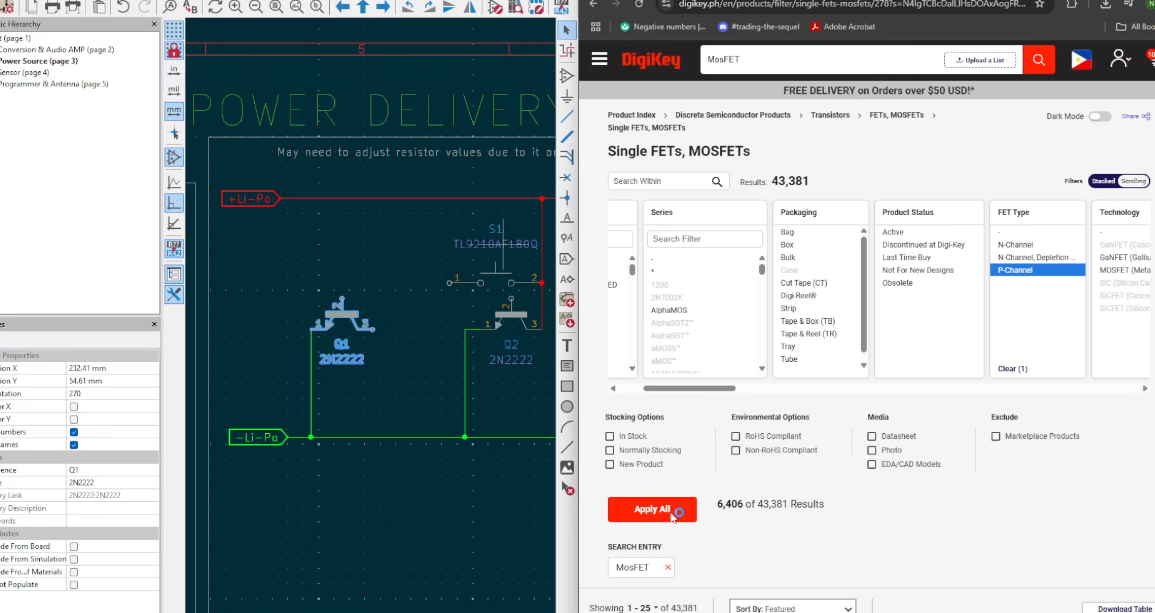 tic Hierarchy
t (page 1)
Conversion & Audio AMP (page 2)
Power Source (page 3)
Sensor (page 4)
Programmer & Antenna (page 5)
es
Properties
ion X 232.41 mm
ion Y 54.61 mm
ntation 270
or X
or Y
umbers
ames
s
ence Q1
e 2N2222
ry Link 2N2222:2N2222
ry Description
words
butes
de From Board
de From Simulation
de Fro...f Materials
ot Populate
in
mil
mm
5
POWER DELIVERY
May need to adjust resistor values due to it
+Li-Po
S1
TL9210AF180Q
1 2
2
1 3
Q1
2N2222
2
1 3
Q2
2N2222
-Li-Po
digikey.ph/en/products/filter/single-fets-mosfets/278?s=
Negative numbers |...
#trading-the-sequel
Adobe Acrobat
All Boo
DigiKey
MosFET
Upload a List
FREE DELIVERY on Orders over $50 USD!*
Product Index > Discrete Semiconductor Products > Transistors > FETs, MOSFETs >
Single FETs, MOSFETs
Dark Mode
Share
Single FETs, MOSFETs
Search Within
Results: 43,381
Filters
Stacked
Scrolling
ED
Series
Search Filter
-
*
1200
2N7002K
AlphaMOS
AlphaSGT2™
AlphaSGT™
aMOS5™
aMOS™
Packaging
Bag
Box
Bulk
Case
Cut Tape (CT)
Digi-Reel®
Strip
Tape & Box (TB)
Tape & Reel (TR)
Tray
Tube
Product Status
Active
Discontinued at Digi-Key
Last Time Buy
Not For New Designs
Obsolete
FET Type
-
N-Channel
N-Channel, Depletion ...
P-Channel
Clear (1)
Technology
-
GaNFET (Casco
GaNFET (Galliu
MOSFET (Meta
SiC (Silicon Ca
SiCFET (Casco
SiCFET (Silicon
Stocking Options
In Stock
Normally Stocking
New Product
Environmental Options
RoHS Compliant
Non-RoHS Compliant
Media
Datasheet
Photo
EDA/CAD Models
Exclude
Marketplace Products
Apply All
6,406 of 43,381 Results
SEARCH ENTRY
MosFET ×
Showing 1 - 25 of 43,381
Sort By: Featured
Download Table